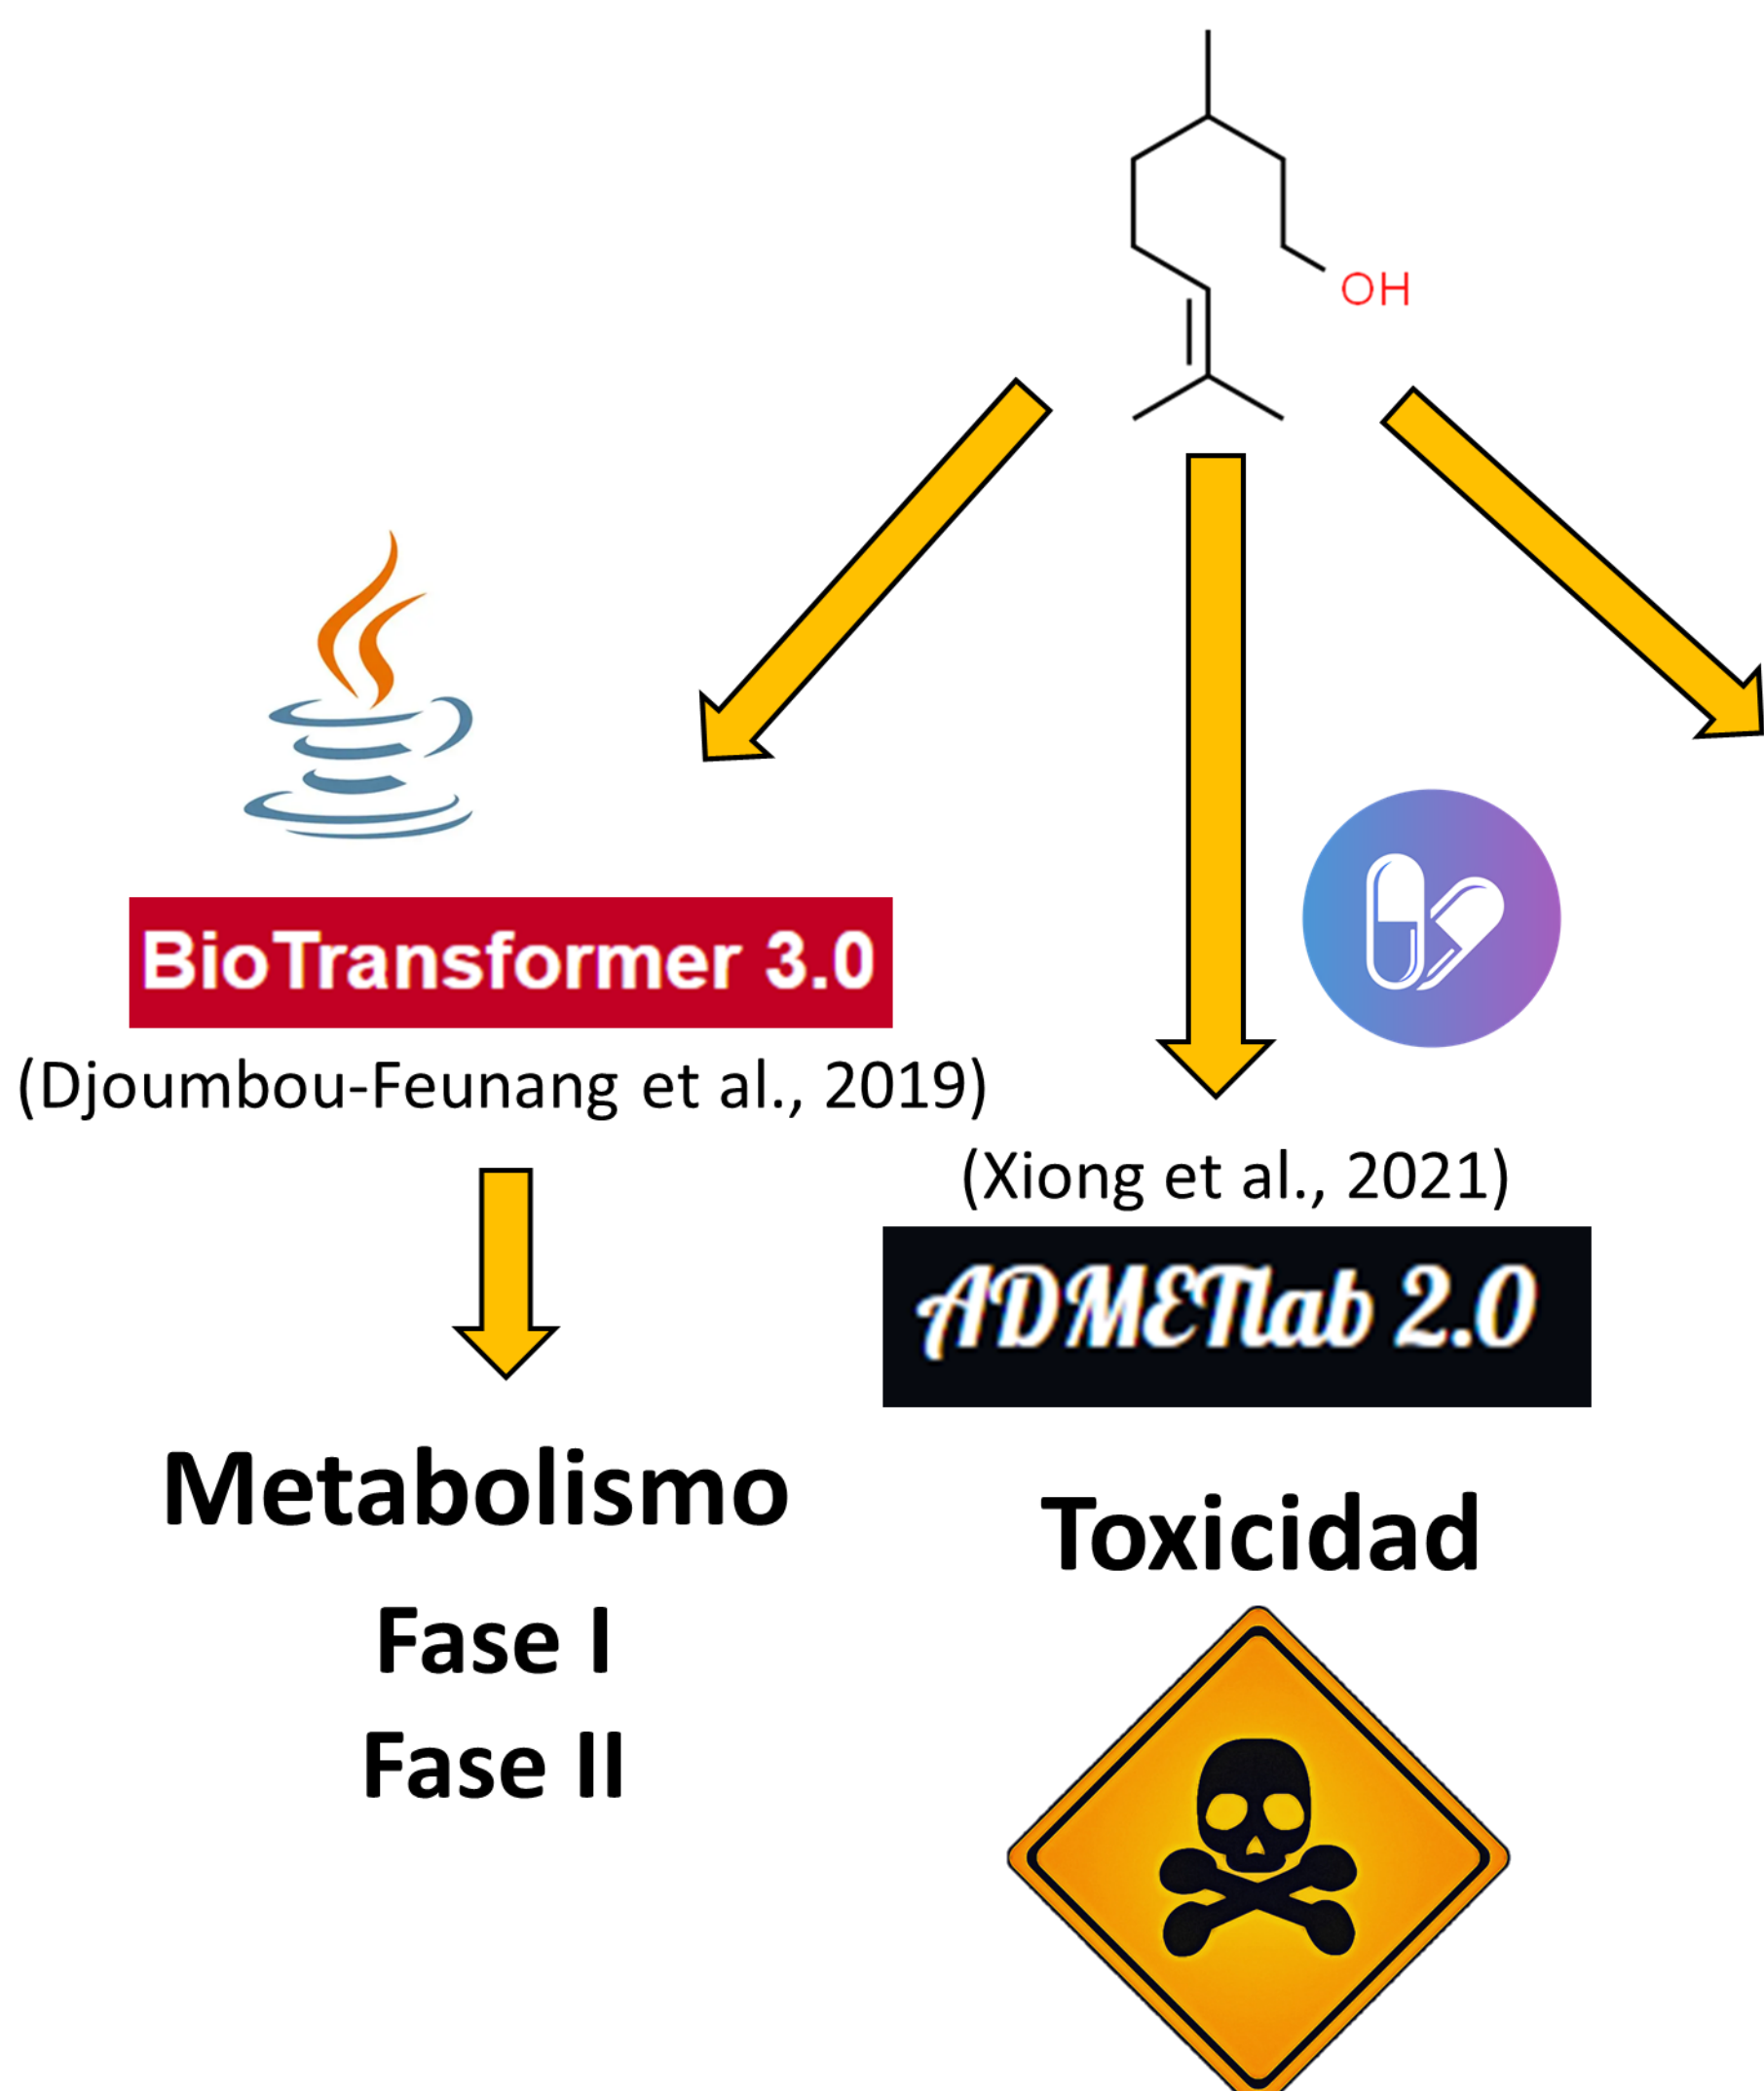 OH
BioTransformer 3.0
(Djoumbou-Feunang et al., 2019)
(Xiong et al., 2021)
ADMETlab 2.0
Metabolismo
Fase I
Fase II
Toxicidad